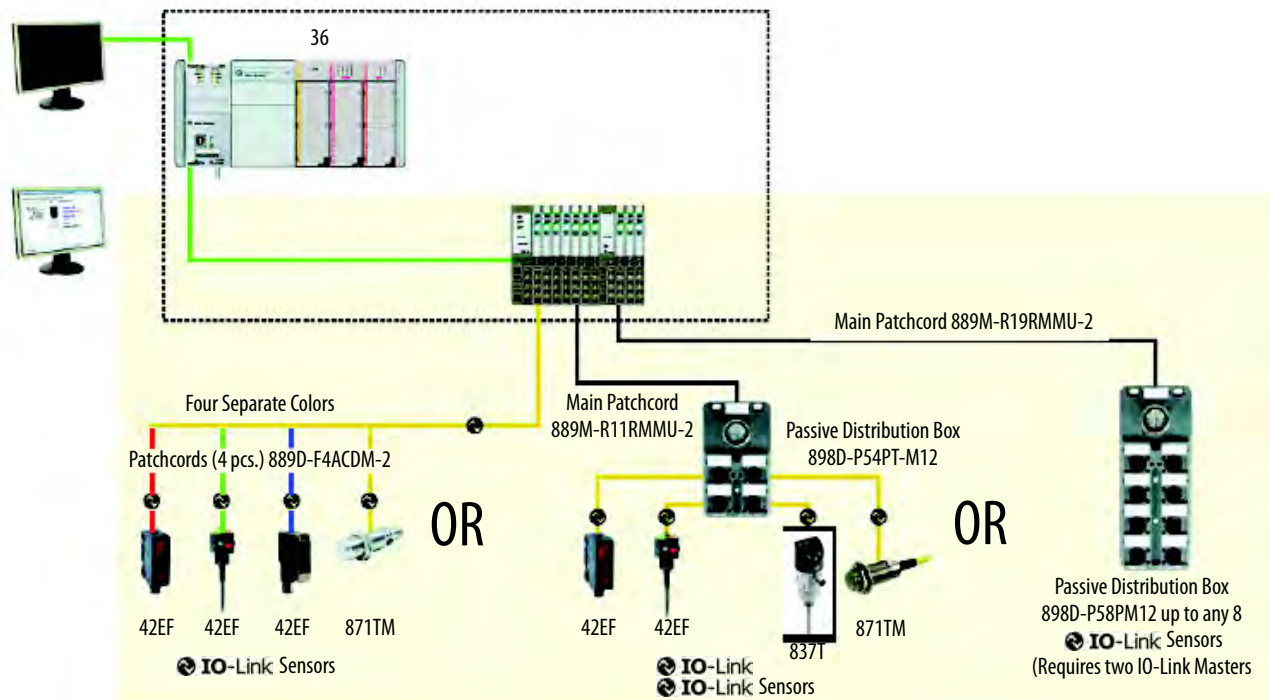 36
Main Patchcord 889M-R19RMMU-2
Four Separate Colors
Main Patchcord
889M-R11RMMU-2
Passive Distribution Box
898D-P54PT-M12
Patchcords (4 pcs.) 889D-F4ACDM-2
OR
OR
42EF
42EF
42EF
871TM
IO-Link Sensors
42EF
42EF
837T
871TM
IO-Link
IO-Link Sensors
Passive Distribution Box
898D-P58PM12 up to any 8
IO-Link Sensors
(Requires two IO-Link Masters